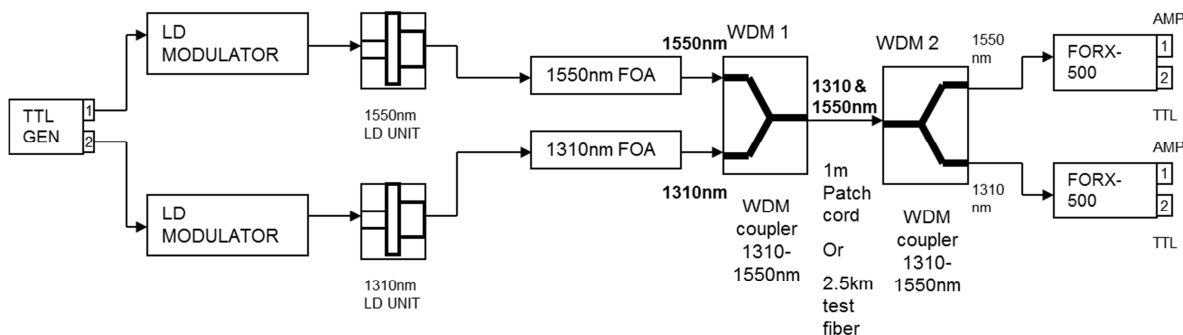 TTL
GEN
1
2
LD
MODULATOR
LD
MODULATOR
1550nm
LD UNIT
1310nm
LD UNIT
1550nm FOA
1310nm FOA
1550nm
1310nm
WDM 1
WDM
coupler
1310-
1550nm
1310 &
1550nm
1m
Patch
cord
Or
2.5km
test
fiber
WDM 2
WDM
coupler
1310-
1550nm
1550
nm
1310
nm
AMP
FORX-
500
1
2
TTL
AMP
FORX-
500
1
2
TTL